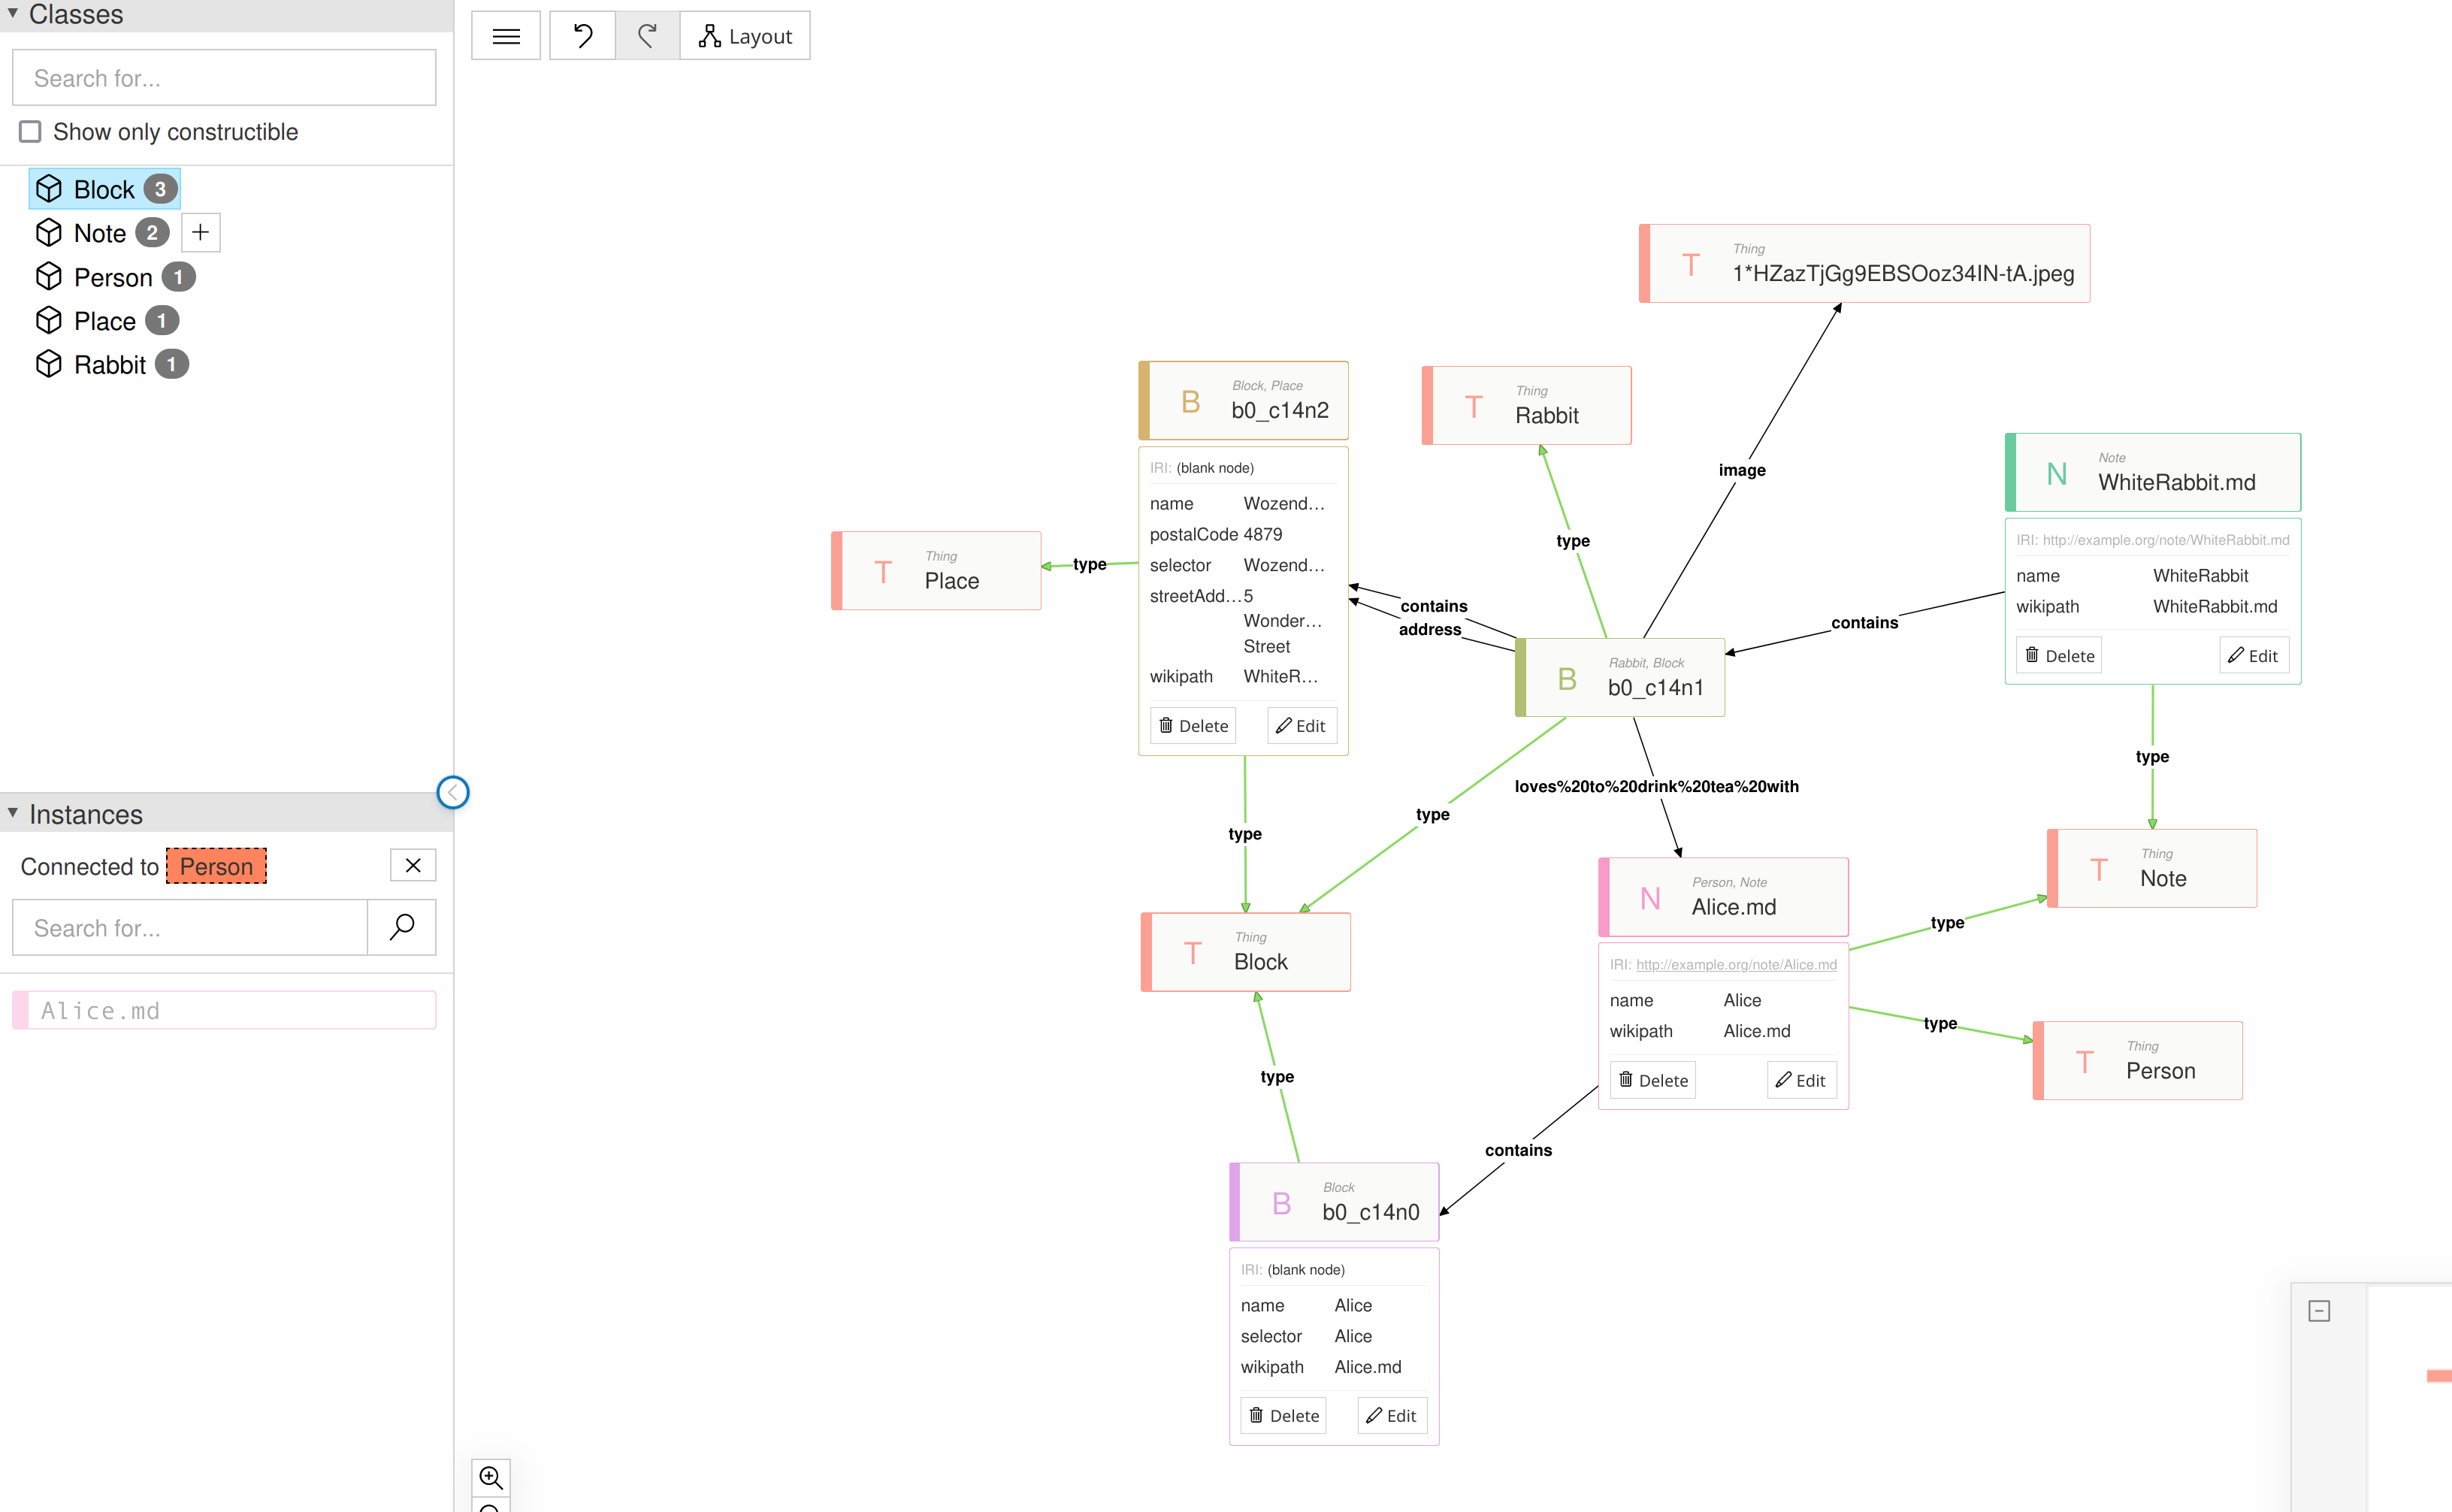 Classes
Search for...
Show only constructible
Block 3
Note 2
Person 1
Place 1
Rabbit 1
Instances
Connected to Person
Search for...
Alice.md
Layout
Thing
1*HZazTjGg9EBSOoz34IN-tA.jpeg
Block, Place
B b0_c14n2
IRI: (blank node)
name Wozend...
postalCode 4879
selector Wozend...
streetAdd... 5
Wonder...
Street
wikipath WhiteR...
Delete Edit
Thing
T Rabbit
image
Note
N WhiteRabbit.md
IRI: http://example.org/note/WhiteRabbit.md
name WhiteRabbit
wikipath WhiteRabbit.md
Delete Edit
Thing
T Place
type
type
contains
address
contains
Rabbit, Block
B b0_c14n1
type
loves%20to%20drink%20tea%20with
type
type
Thing
T Note
Person, Note
N Alice.md
IRI: http://example.org/note/Alice.md
name Alice
wikipath Alice.md
Delete Edit
type
type
Thing
T Person
Thing
T Block
type
contains
Block
B b0_c14n0
IRI: (blank node)
name Alice
selector Alice
wikipath Alice.md
Delete Edit